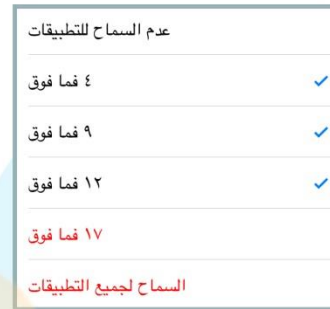 عدم السماح للتطبيقات
٤ فما فوق
٩ فما فوق
١٢ فما فوق
١٧ فما فوق
السماح لجميع التطبيقات